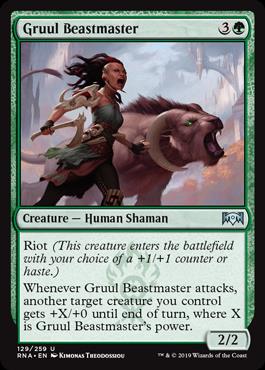 Gruul Beastmaster 3
Creature — Human Shaman
Riot (This creature enters the battlefield
with your choice of a +1/+1 counter or
haste.)
Whenever Gruul Beastmaster attacks,
another target creature you control
gets +X/+0 until end of turn, where X
is Gruul Beastmaster's power.
2/2
129/259 U
RNA • EN KIMONAS THEODOSSIOU ™ & © 2019 Wizards of the Coast